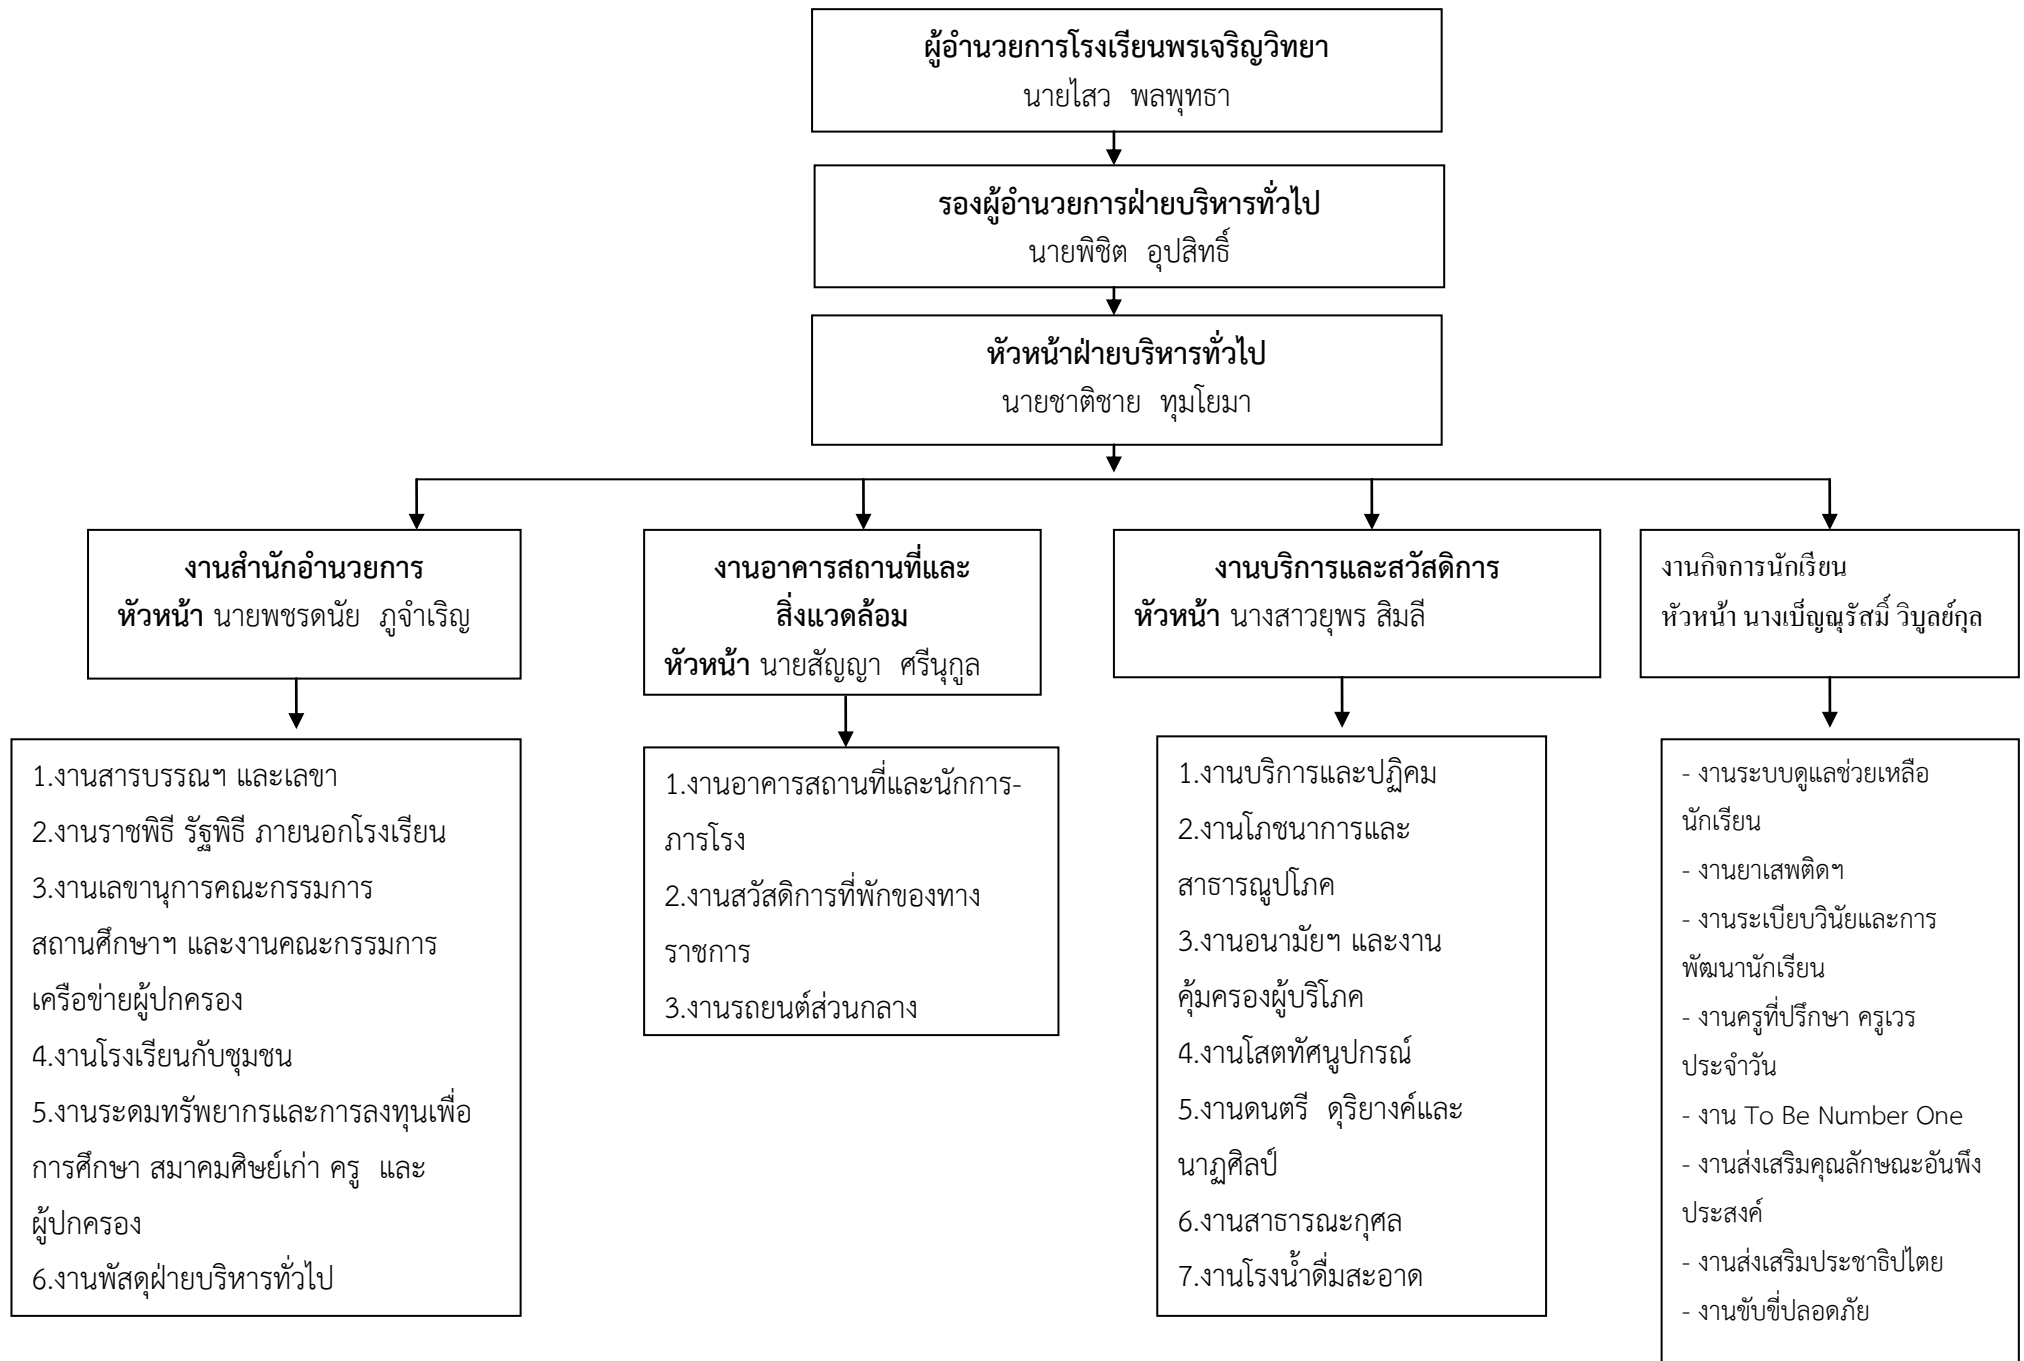 ผู้อำนวยการโรงเรียนพรเจริญวิทยา
นายไสว พลพุทธา
รองผู้อำนวยการฝ่ายบริหารทั่วไป
นายพิชิต อุปสิทธิ์
หัวหน้าฝ่ายบริหารทั่วไป
นายชาติชาย ทุมโยมา
งานสำนักอำนวยการ
หัวหน้า นายพชรดนัย ภูจำเริญ
งานอาคารสถานที่และ
สิ่งแวดล้อม
หัวหน้า นายสัญญา ศรีนุกูล
งานบริการและสวัสดิการ
หัวหน้า นางสาวยุพร สิมลี
งานกิจการนักเรียน
หัวหน้า นางเบ็ญณุรัสมิ์ วิบูลย์กุล
1.งานสารบรรณฯ และเลขา
2.งานราชพิธี รัฐพิธี ภายนอกโรงเรียน
3.งานเลขานุการคณะกรรมการ
สถานศึกษาฯ และงานคณะกรรมการ
เครือข่ายผู้ปกครอง
4.งานโรงเรียนกับชุมชน
5.งานระดมทรัพยากรและการลงทุนเพื่อ
การศึกษา สมาคมศิษย์เก่า ครู และ
ผู้ปกครอง
6.งานพัสดุฝ่ายบริหารทั่วไป
1.งานอาคารสถานที่และนักการ-
ภารโรง
2.งานสวัสดิการที่พักของทาง
ราชการ
3.งานรถยนต์ส่วนกลาง
1.งานบริการและปฏิคม
2.งานโภชนาการและ
สาธารณูปโภค
3.งานอนามัยฯ และงาน
คุ้มครองผู้บริโภค
4.งานโสตทัศนูปกรณ์
5.งานดนตรี ดุริยางค์และ
นาฏศิลป์
6.งานสาธารณะกุศล
7.งานโรงน้ำดื่มสะอาด
- งานระบบดูแลช่วยเหลือ
นักเรียน
- งานยาเสพติดฯ
- งานระเบียบวินัยและการ
พัฒนานักเรียน
- งานครูที่ปรึกษา ครูเวร
ประจำวัน
- งาน To Be Number One
- งานส่งเสริมคุณลักษณะอันพึง
ประสงค์
- งานส่งเสริมประชาธิปไตย
- งานขับขี่ปลอดภัย